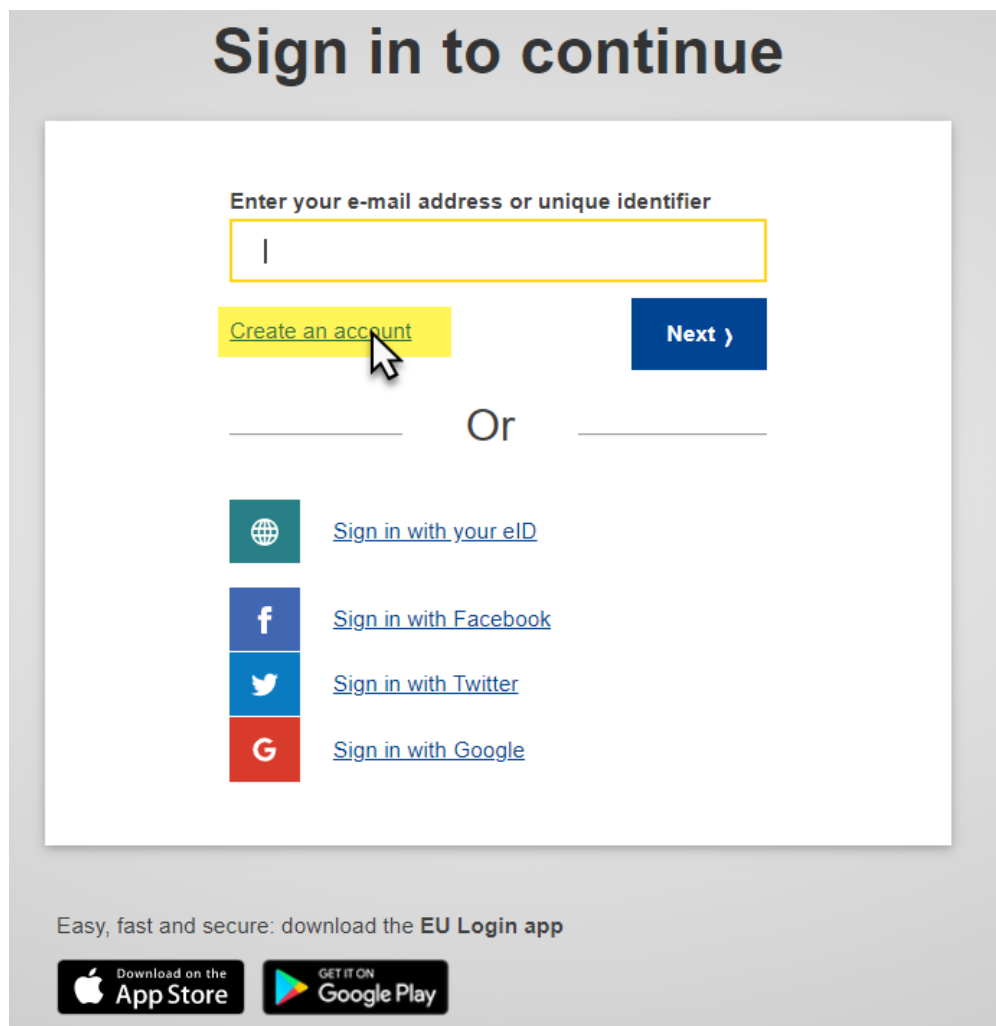 Sign in to continue
Enter your e-mail address or unique identifier
Create an account
Next ›
Or
Sign in with your eID
f
Sign in with Facebook
Sign in with Twitter
G
Sign in with Google
Easy, fast and secure: download the EU Login app
Download on the
App Store
GET IT ON
Google Play